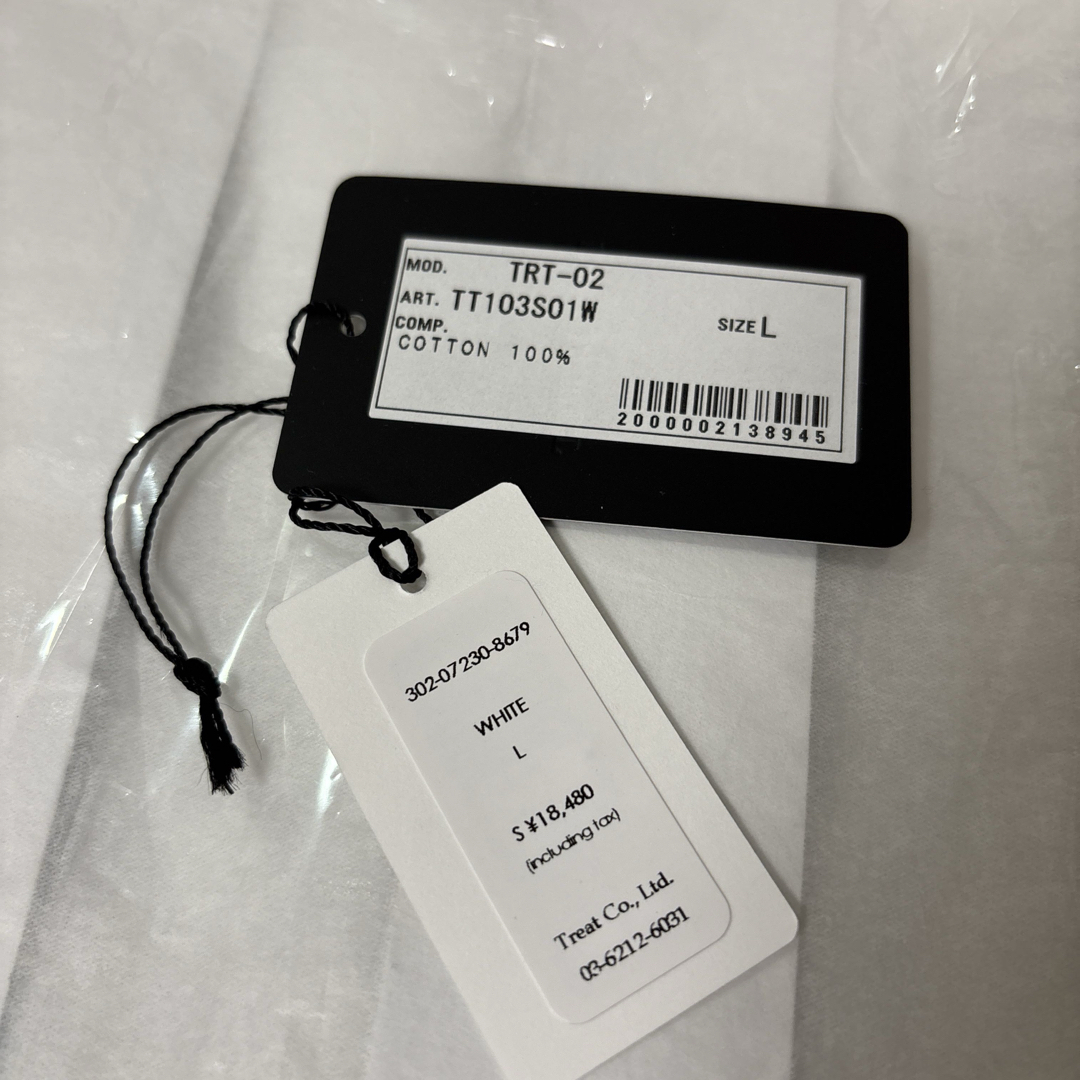 MOD. TRT-02
ART. TT103S01W
SIZE L
COMP.
COTTON 100%
2000002138945
302-07230-8679
WHITE
L
S ¥18,480
(including tax)
Treat Co., Ltd.
03-6212-6031